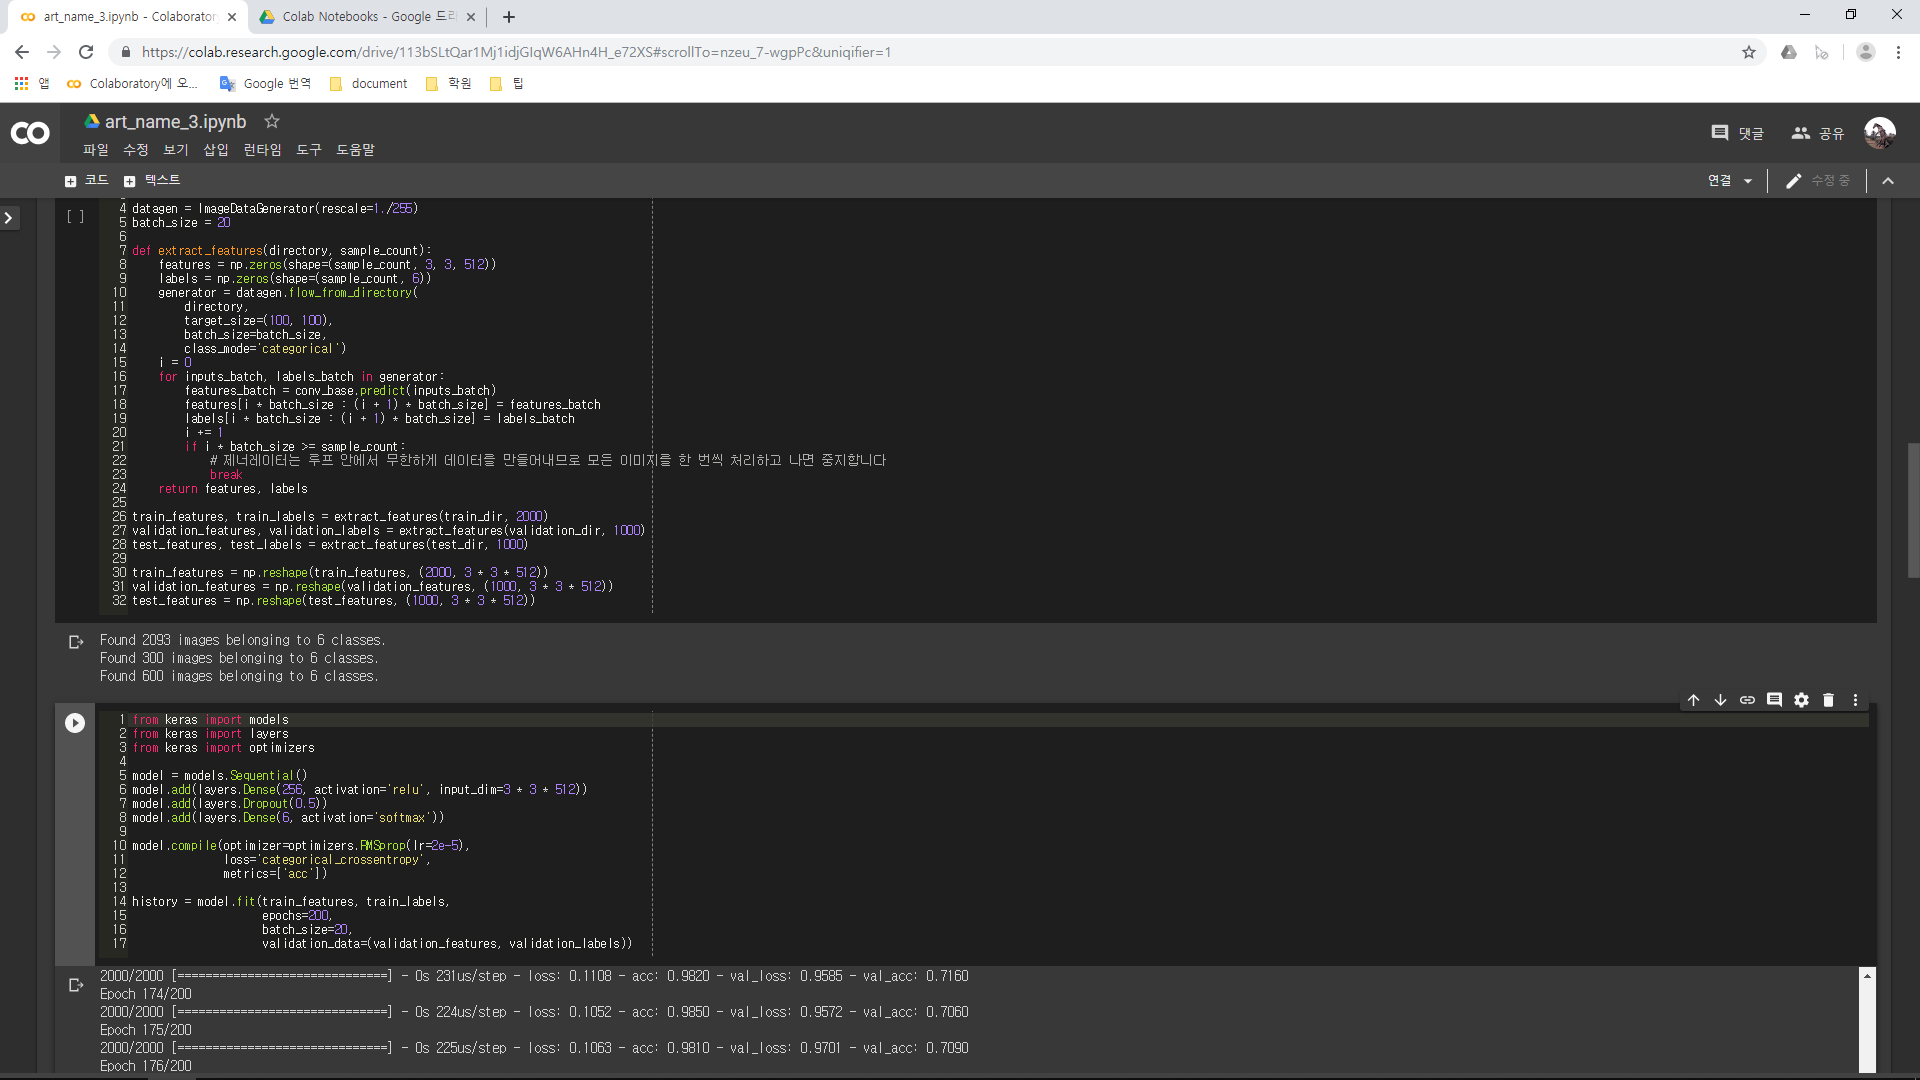 art_name_3.ipynb - Colaborator
Colab Notebooks - Google 드라
https://colab.research.google.com/drive/113bSLtQar1Mj1idjGIqW6AHn4H_e72XS#scrollTo=nzeu_7-wgpPc&uniqifier=1
앱 Colaboratory에 오... Google 번역 document 학원 팁
CO art_name_3.ipynb
댓글 공유
파일 수정 보기 삽입 런타임 도구 도움말
코드 텍스트 연결 수정 중
[ ]
4 datagen = ImageDataGenerator(rescale=1./255)
5 batch_size = 20
6
7 def extract_features(directory, sample_count):
8     features = np.zeros(shape=(sample_count, 3, 3, 512))
9     labels = np.zeros(shape=(sample_count, 6))
10     generator = datagen.flow_from_directory(
11         directory,
12         target_size=(100, 100),
13         batch_size=batch_size,
14         class_mode='categorical')
15     i = 0
16     for inputs_batch, labels_batch in generator:
17         features_batch = conv_base.predict(inputs_batch)
18         features[i * batch_size : (i + 1) * batch_size] = features_batch
19         labels[i * batch_size : (i + 1) * batch_size] = labels_batch
20         i += 1
21         if i * batch_size >= sample_count:
22             # 제너레이터는 루프 안에서 무한하게 데이터를 만들어내므로 모든 이미지를 한 번씩 처리하고 나면 중지합니다
23             break
24     return features, labels
25
26 train_features, train_labels = extract_features(train_dir, 2000)
27 validation_features, validation_labels = extract_features(validation_dir, 1000)
28 test_features, test_labels = extract_features(test_dir, 1000)
29
30 train_features = np.reshape(train_features, (2000, 3 * 3 * 512))
31 validation_features = np.reshape(validation_features, (1000, 3 * 3 * 512))
32 test_features = np.reshape(test_features, (1000, 3 * 3 * 512))
Found 2093 images belonging to 6 classes.
Found 300 images belonging to 6 classes.
Found 600 images belonging to 6 classes.
1 from keras import models
2 from keras import layers
3 from keras import optimizers
4
5 model = models.Sequential()
6 model.add(layers.Dense(256, activation='relu', input_dim=3 * 3 * 512))
7 model.add(layers.Dropout(0.5))
8 model.add(layers.Dense(6, activation='softmax'))
9
10 model.compile(optimizer=optimizers.RMSprop(lr=2e-5),
11               loss='categorical_crossentropy',
12               metrics=['acc'])
13
14 history = model.fit(train_features, train_labels,
15                     epochs=200,
16                     batch_size=20,
17                     validation_data=(validation_features, validation_labels))
2000/2000 [==============================] - 0s 231us/step - loss: 0.1108 - acc: 0.9820 - val_loss: 0.9585 - val_acc: 0.7160
Epoch 174/200
2000/2000 [==============================] - 0s 224us/step - loss: 0.1052 - acc: 0.9850 - val_loss: 0.9572 - val_acc: 0.7060
Epoch 175/200
2000/2000 [==============================] - 0s 225us/step - loss: 0.1063 - acc: 0.9810 - val_loss: 0.9701 - val_acc: 0.7090
Epoch 176/200